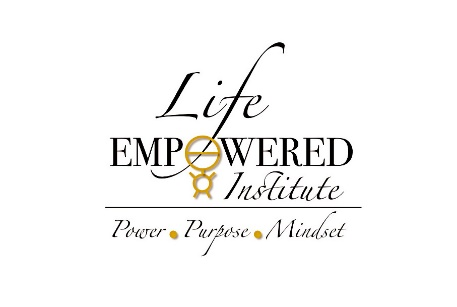 Life
EMPOWERED
Institute
Power . Purpose . Mindset